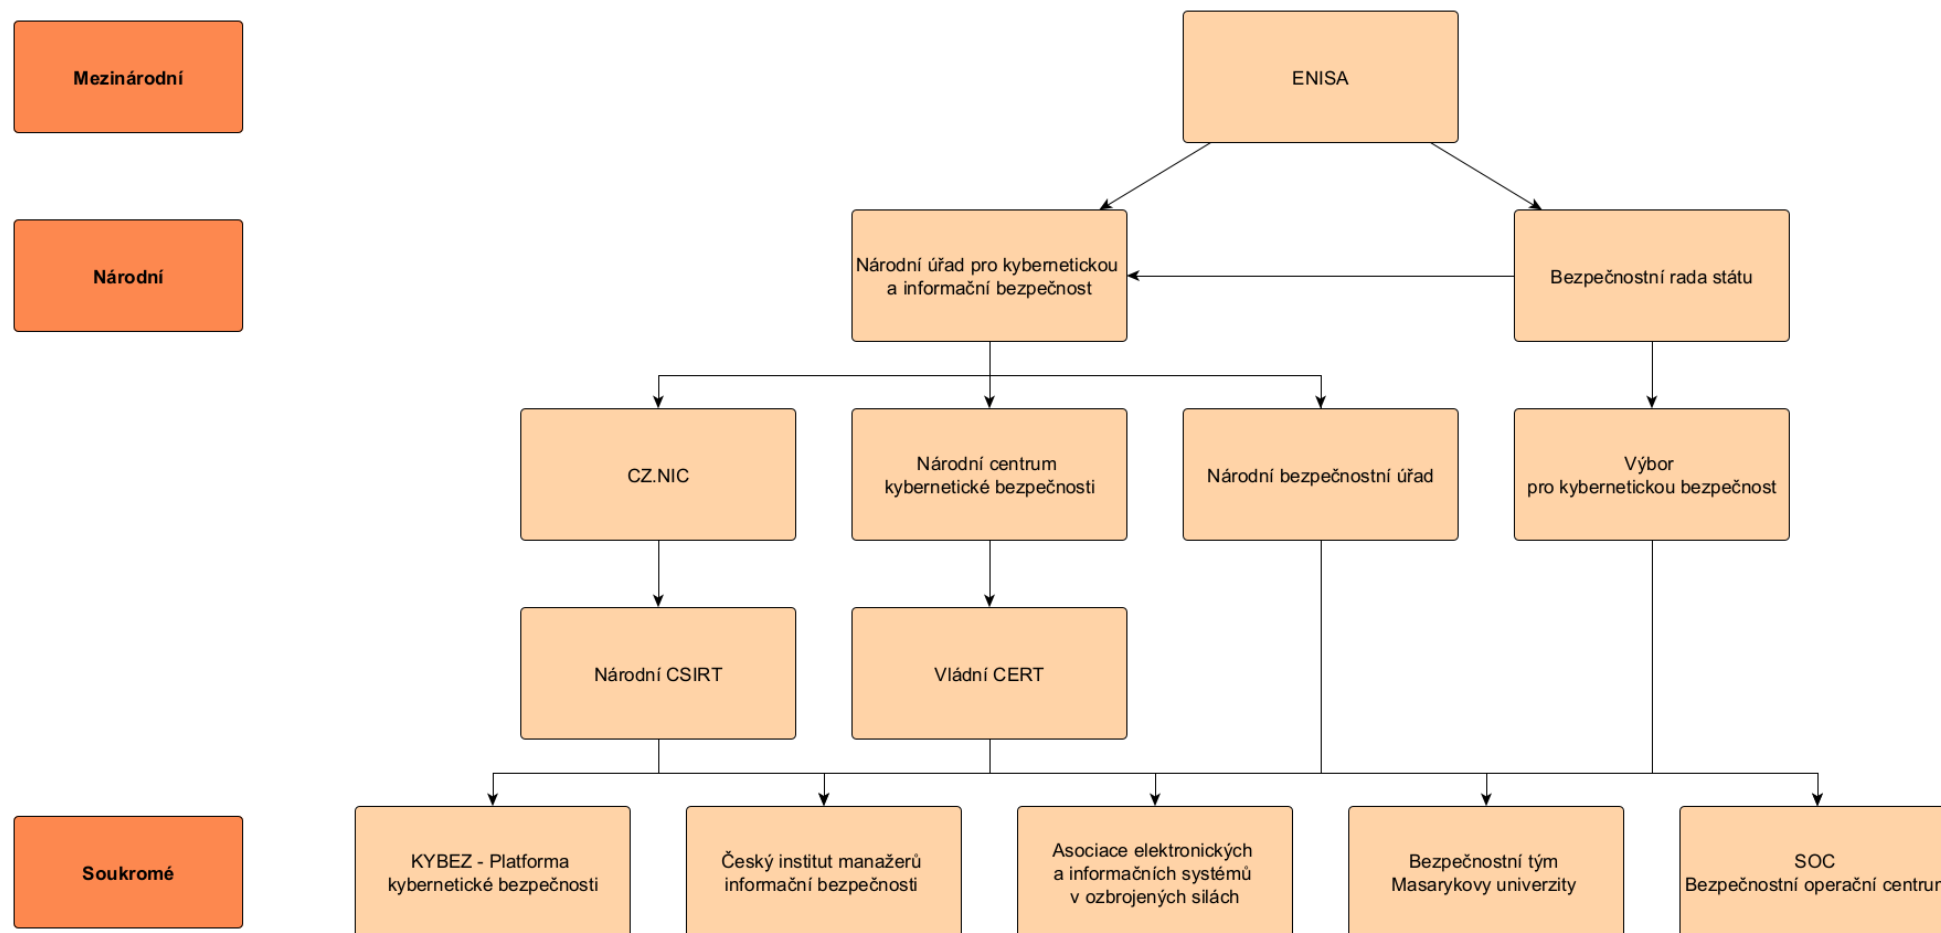 Mezinárodní
ENISA
Národní
Národní úřad pro kybernetickou
a informační bezpečnost
Bezpečnostní rada státu
CZ.NIC
Národní centrum
kybernetické bezpečnosti
Národní bezpečnostní úřad
Výbor
pro kybernetickou bezpečnost
Národní CSIRT
Vládní CERT
Soukromé
KYBEZ - Platforma
kybernetické bezpečnosti
Český institut manažerů
informační bezpečnosti
Asociace elektronických
a informačních systémů
v ozbrojených silách
Bezpečnostní tým
Masarykovy univerzity
SOC
Bezpečnostní operační